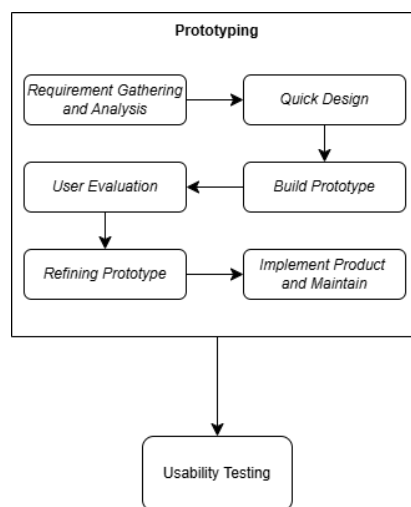 Prototyping
Requirement Gathering
and Analysis
Quick Design
User Evaluation
Build Prototype
Refining Prototype
Implement Product
and Maintain
Usability Testing